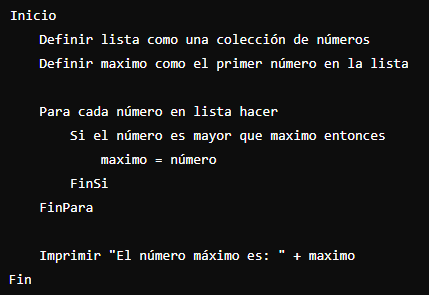 Inicio
Definir lista como una colección de números
Definir maximo como el primer número en la lista
Para cada número en lista hacer
Si el número es mayor que maximo entonces
maximo = número
FinSi
FinPara
Imprimir "El número máximo es: " + maximo
Fin